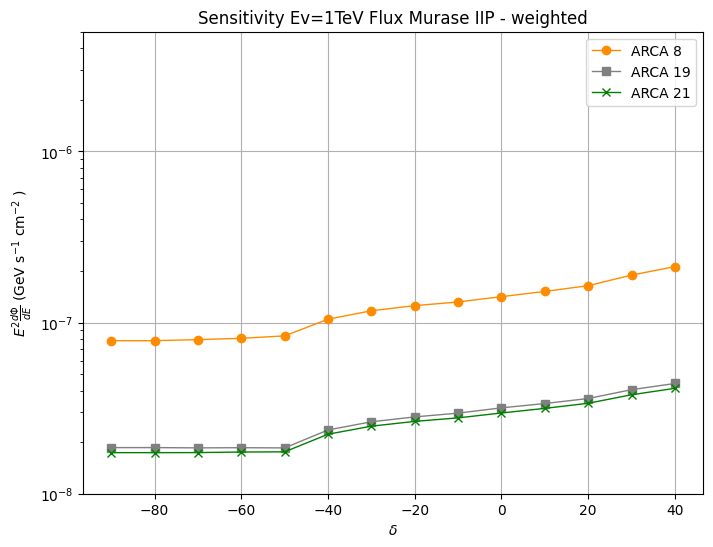 Sensitivity Ev=1TeV Flux Murase IIP - weighted
ARCA 8
ARCA 19
ARCA 21
10⁻⁶
10⁻⁷
10⁻⁸
E² dΦ/dE (GeV s⁻¹ cm⁻² )
−80 −60 −40 −20 0 20 40
δ